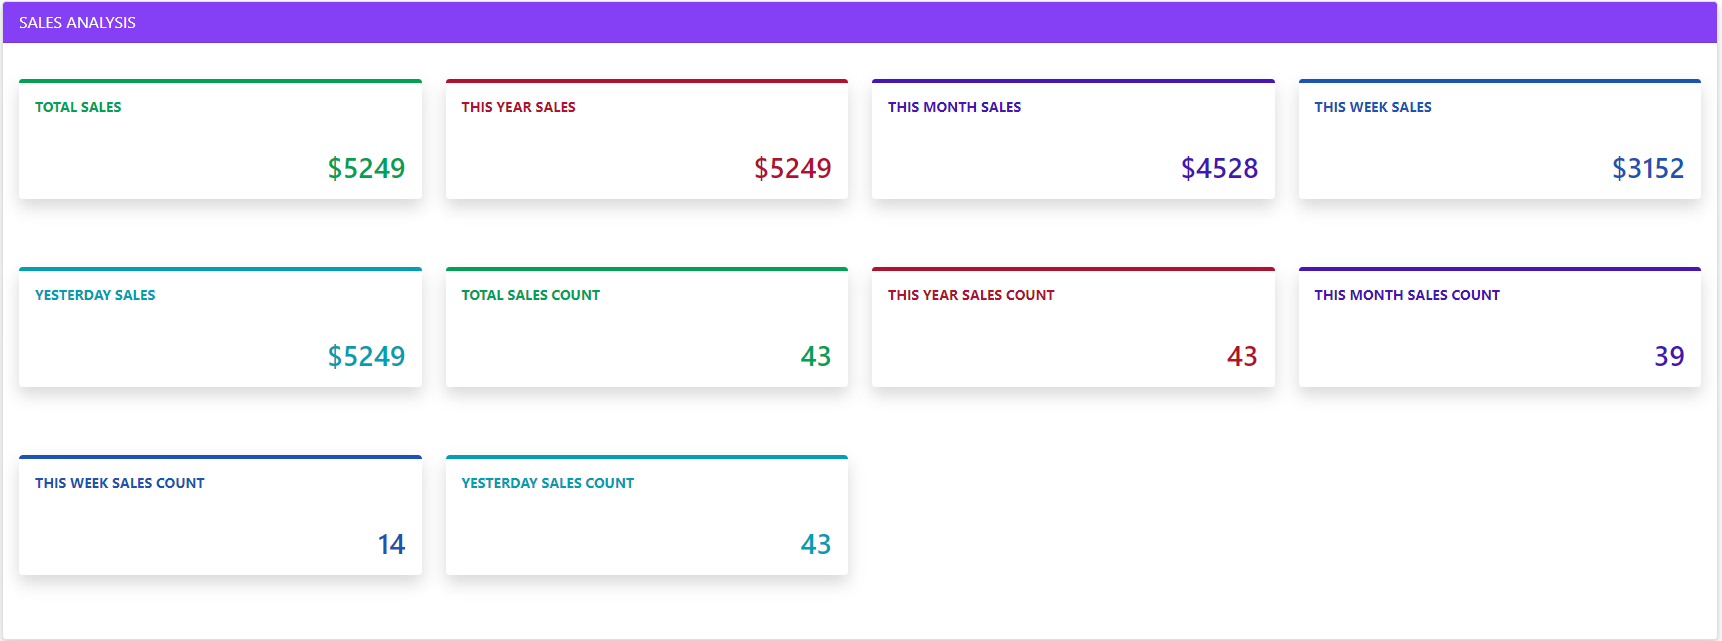 SALES ANALYSIS
TOTAL SALES
$5249
THIS YEAR SALES
$5249
THIS MONTH SALES
$4528
THIS WEEK SALES
$3152
YESTERDAY SALES
$5249
TOTAL SALES COUNT
43
THIS YEAR SALES COUNT
43
THIS MONTH SALES COUNT
39
THIS WEEK SALES COUNT
14
YESTERDAY SALES COUNT
43